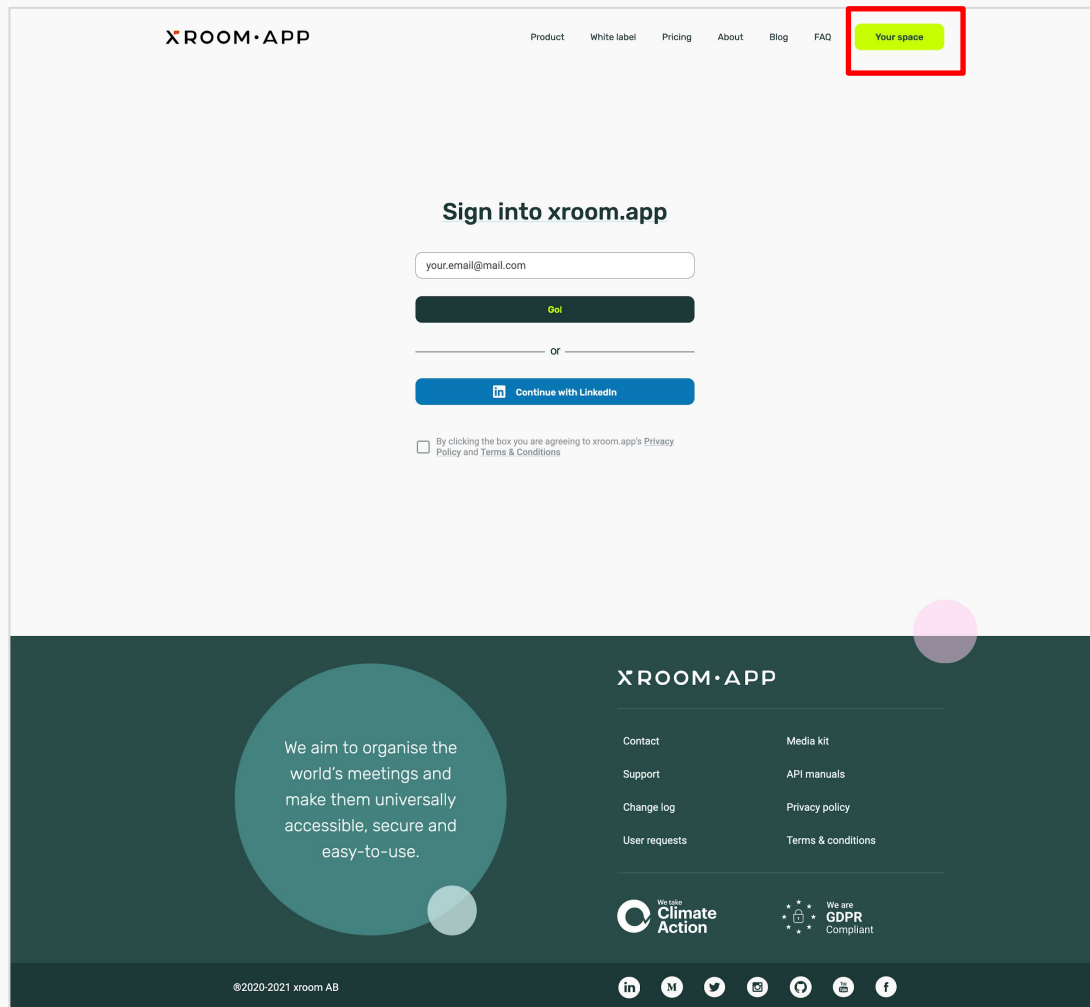 XROOM•APP
Product White label Pricing About Blog FAQ Your space
Sign into xroom.app
your.email@mail.com
Go!
or
in Continue with LinkedIn
By clicking the box you are agreeing to xroom.app's Privacy
Policy and Terms & Conditions
We aim to organise the
world's meetings and
make them universally
accessible, secure and
easy-to-use.
XROOM•APP
Contact Media kit
Support API manuals
Change log Privacy policy
User requests Terms & conditions
We take
Climate
Action
We are
GDPR
Compliant
®2020-2021 xroom AB
in M You Tube f